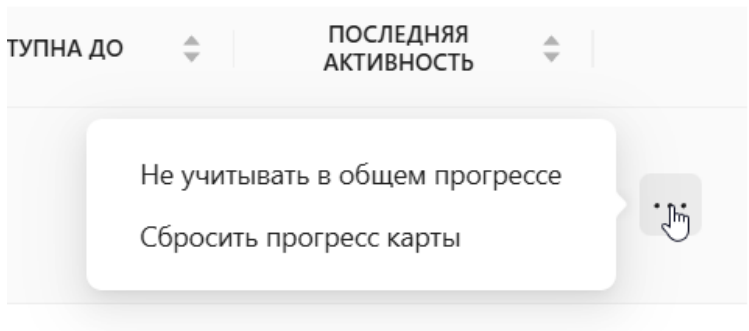 ТУПНА ДО
ПОСЛЕДНЯЯ
АКТИВНОСТЬ
Не учитывать в общем прогрессе
Сбросить прогресс карты
...